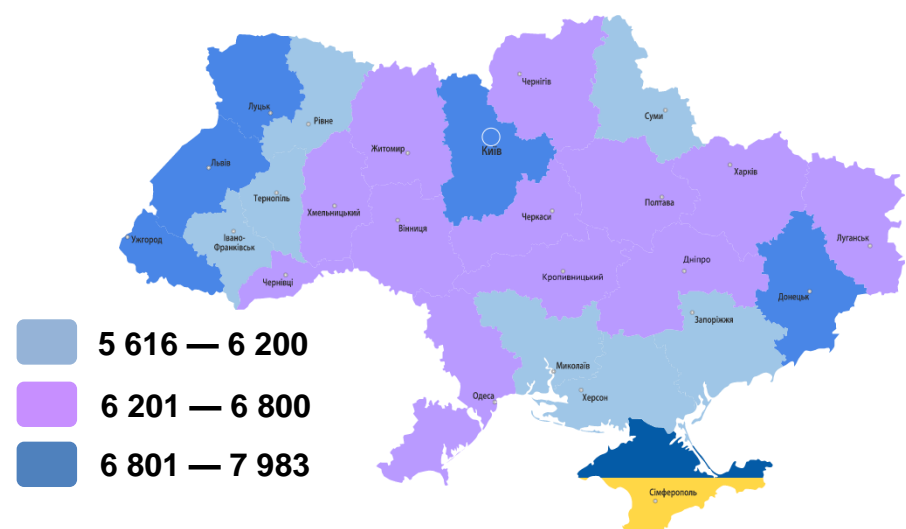 Чернігів
Луцьк
Рівне
Суми
Житомир
Київ
Львів
Харків
Тернопіль
Хмельницький
Полтава
Черкаси
Вінниця
Ужгород
Івано-
Франківськ
Луганськ
Дніпро
Чернівці
Кропивницький
Донецьк
Запоріжжя
5 616 — 6 200
Миколаїв
Одеса
Херсон
6 201 — 6 800
6 801 — 7 983
Сімферополь